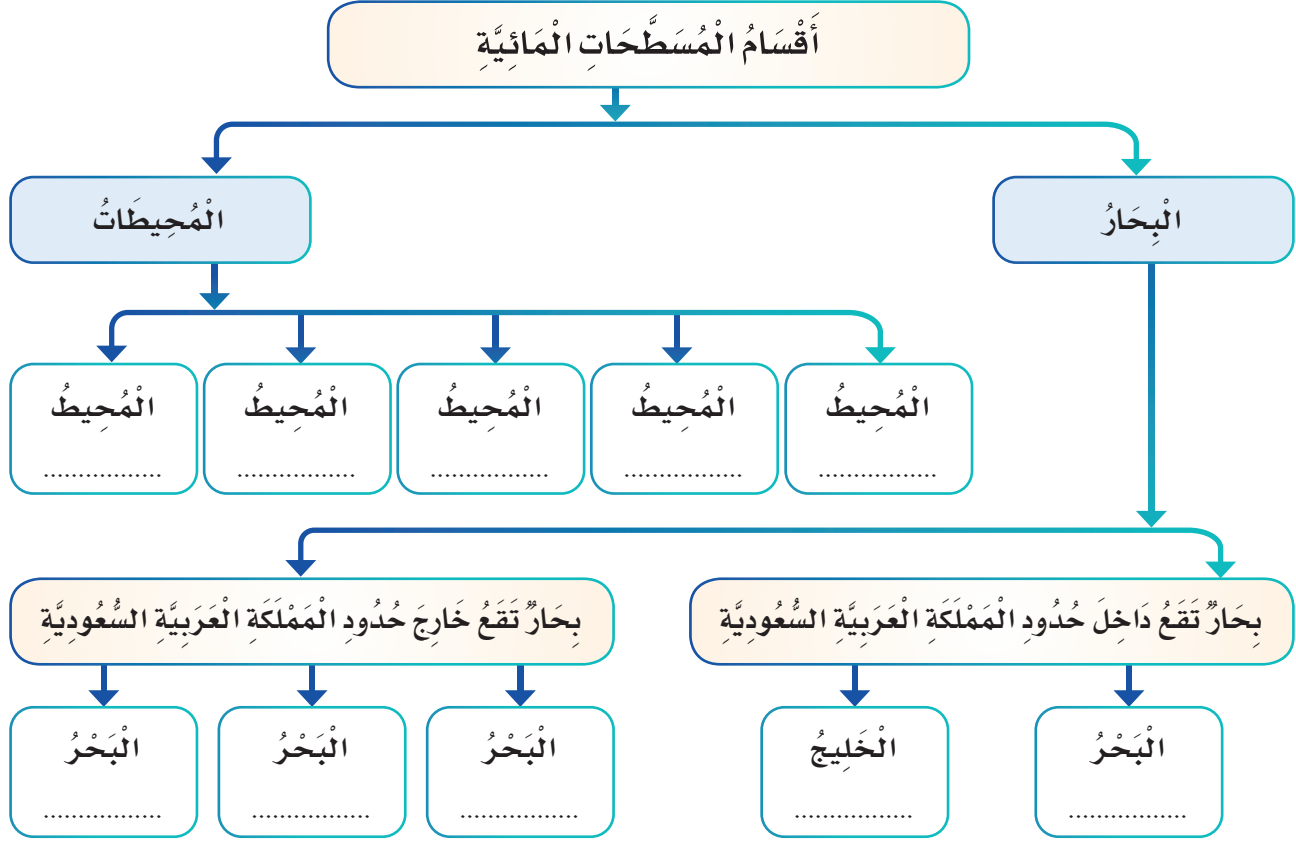 أَقْسَامُ الْمُسَطَّحَاتِ الْمَائِيَّةِ
الْبِحَارُ
الْمُحِيطَاتُ
الْمُحِيطُ
.................
الْمُحِيطُ
.................
الْمُحِيطُ
.................
الْمُحِيطُ
.................
الْمُحِيطُ
.................
بِحَارٌ تَقَعُ دَاخِلَ حُدُودِ الْمَمْلَكَةِ الْعَرَبِيَّةِ السُّعُودِيَّةِ
بِحَارٌ تَقَعُ خَارِجَ حُدُودِ الْمَمْلَكَةِ الْعَرَبِيَّةِ السُّعُودِيَّةِ
الْبَحْرُ
.................
الْخَلِيجُ
.................
الْبَحْرُ
.................
الْبَحْرُ
.................
الْبَحْرُ
.................